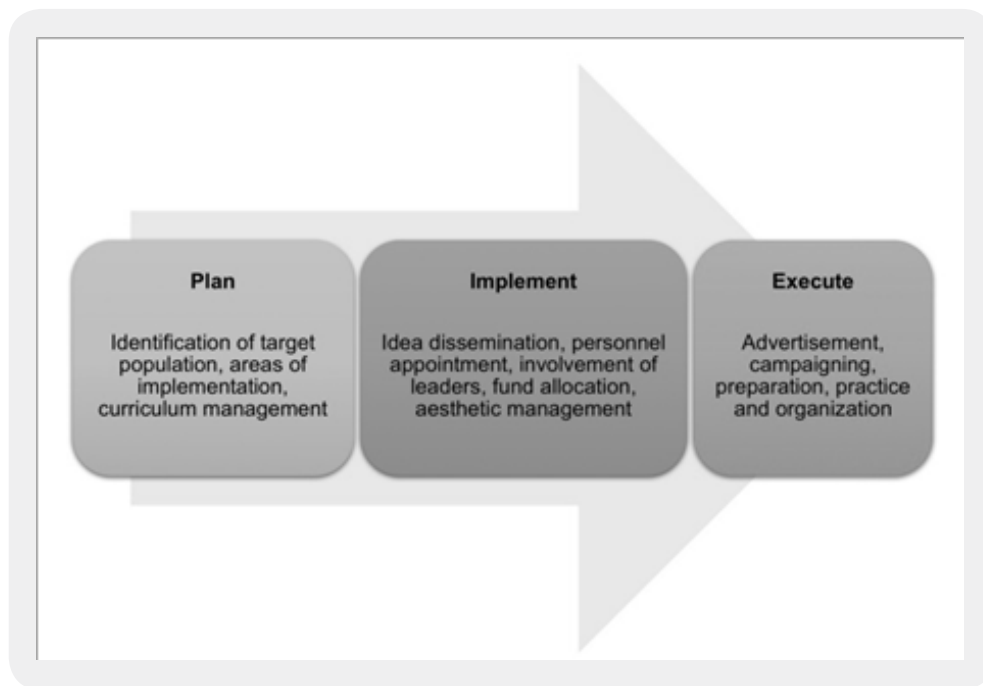 Plan
Identification of target
population, areas of
implementation,
curriculum management
Implement
Idea dissemination, personnel
appointment, involvement of
leaders, fund allocation,
aesthetic management
Execute
Advertisement,
campaigning,
preparation, practice
and organization